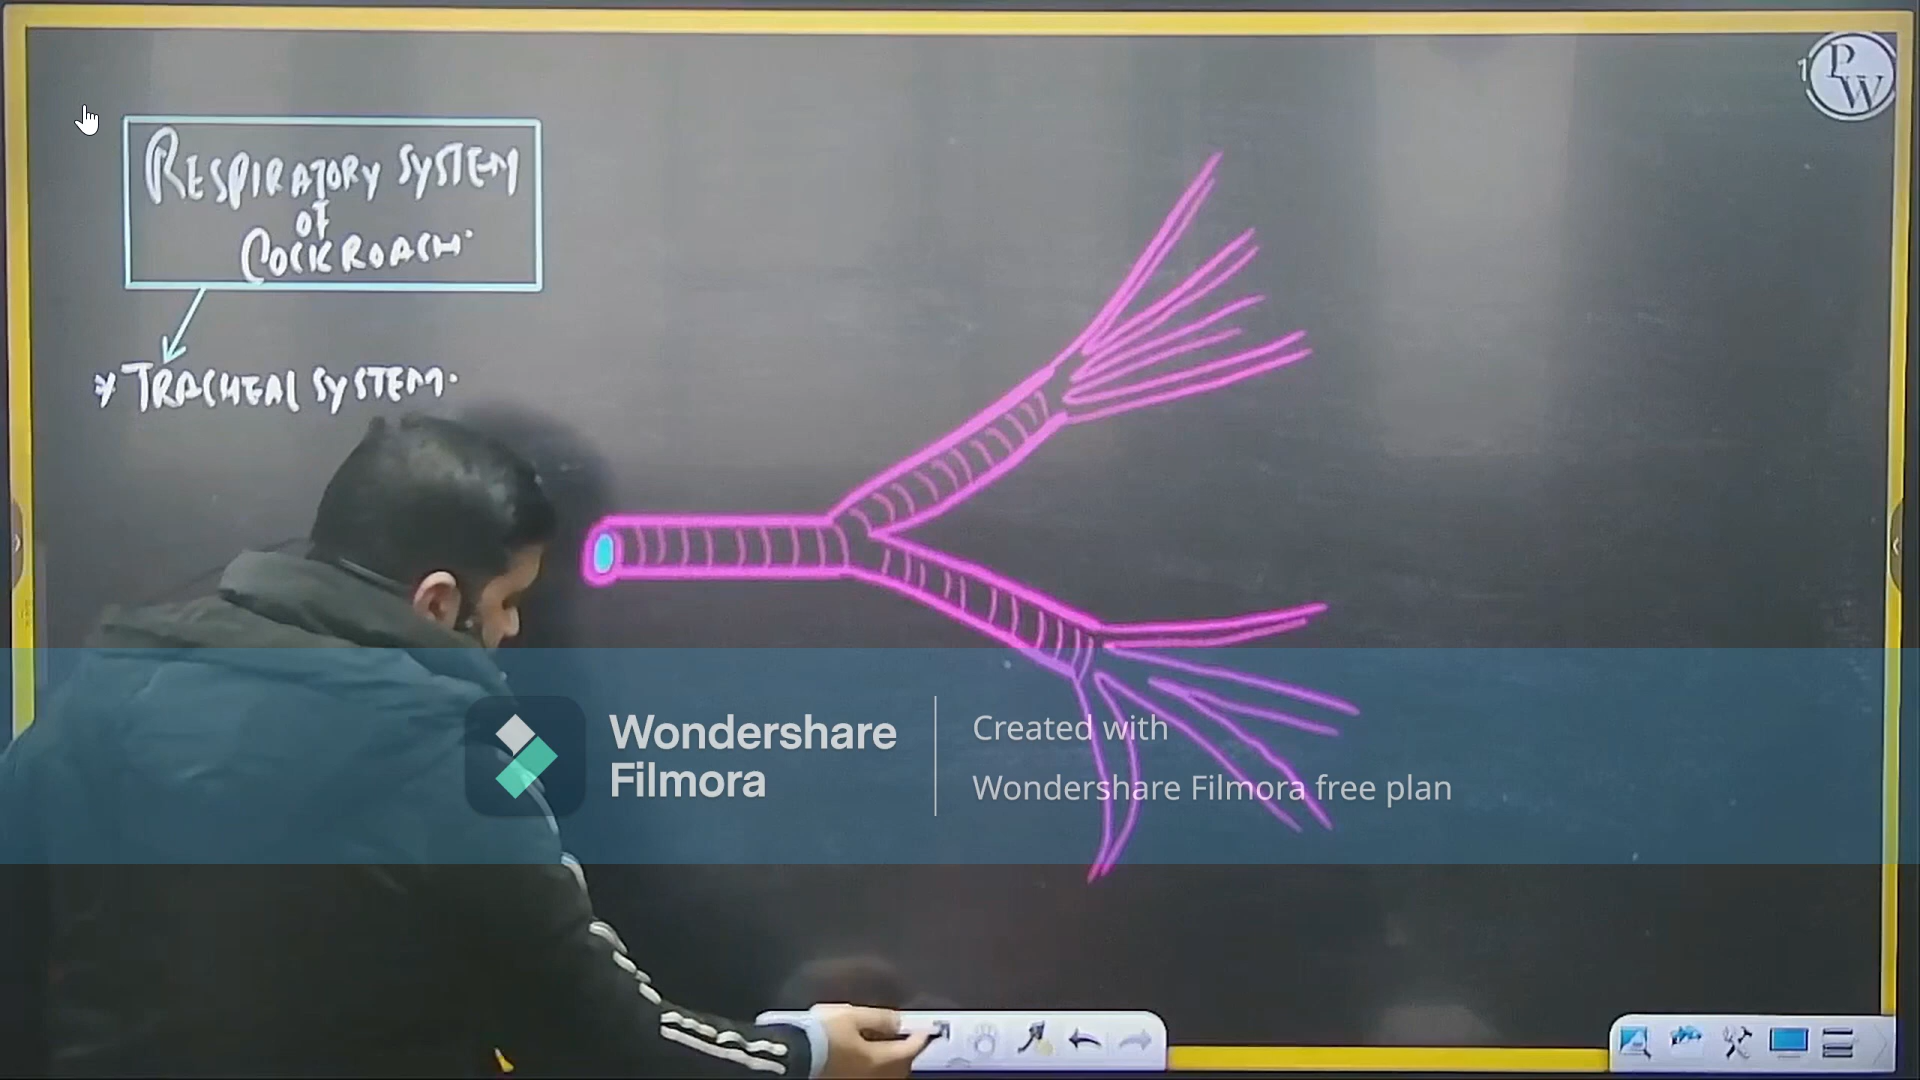 RESPIRATORY SYSTEM
OF
COCKROACH
* TRACHEAL SYSTEM.
PW
Wondershare
Filmora
Created with
Wondershare Filmora free plan